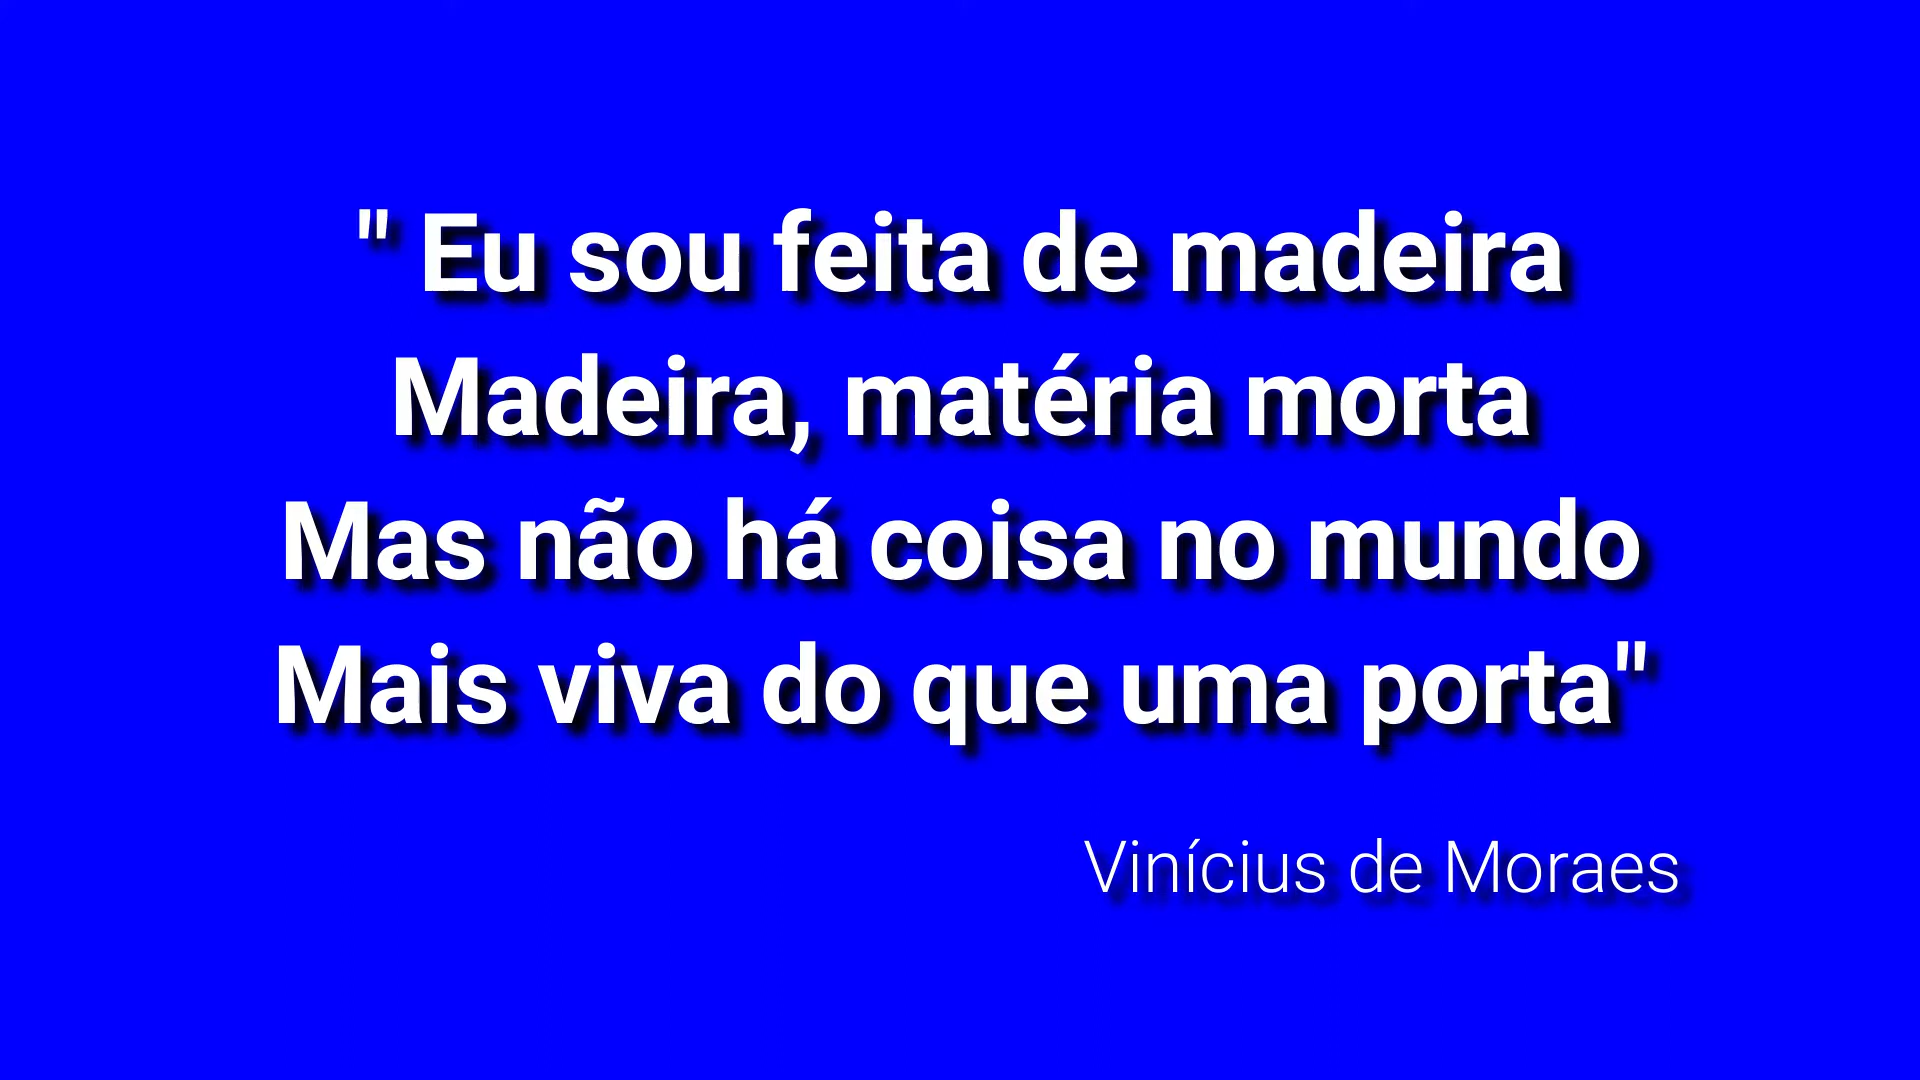 " Eu sou feita de madeira
Madeira, matéria morta
Mas não há coisa no mundo
Mais viva do que uma porta"
Vinícius de Moraes